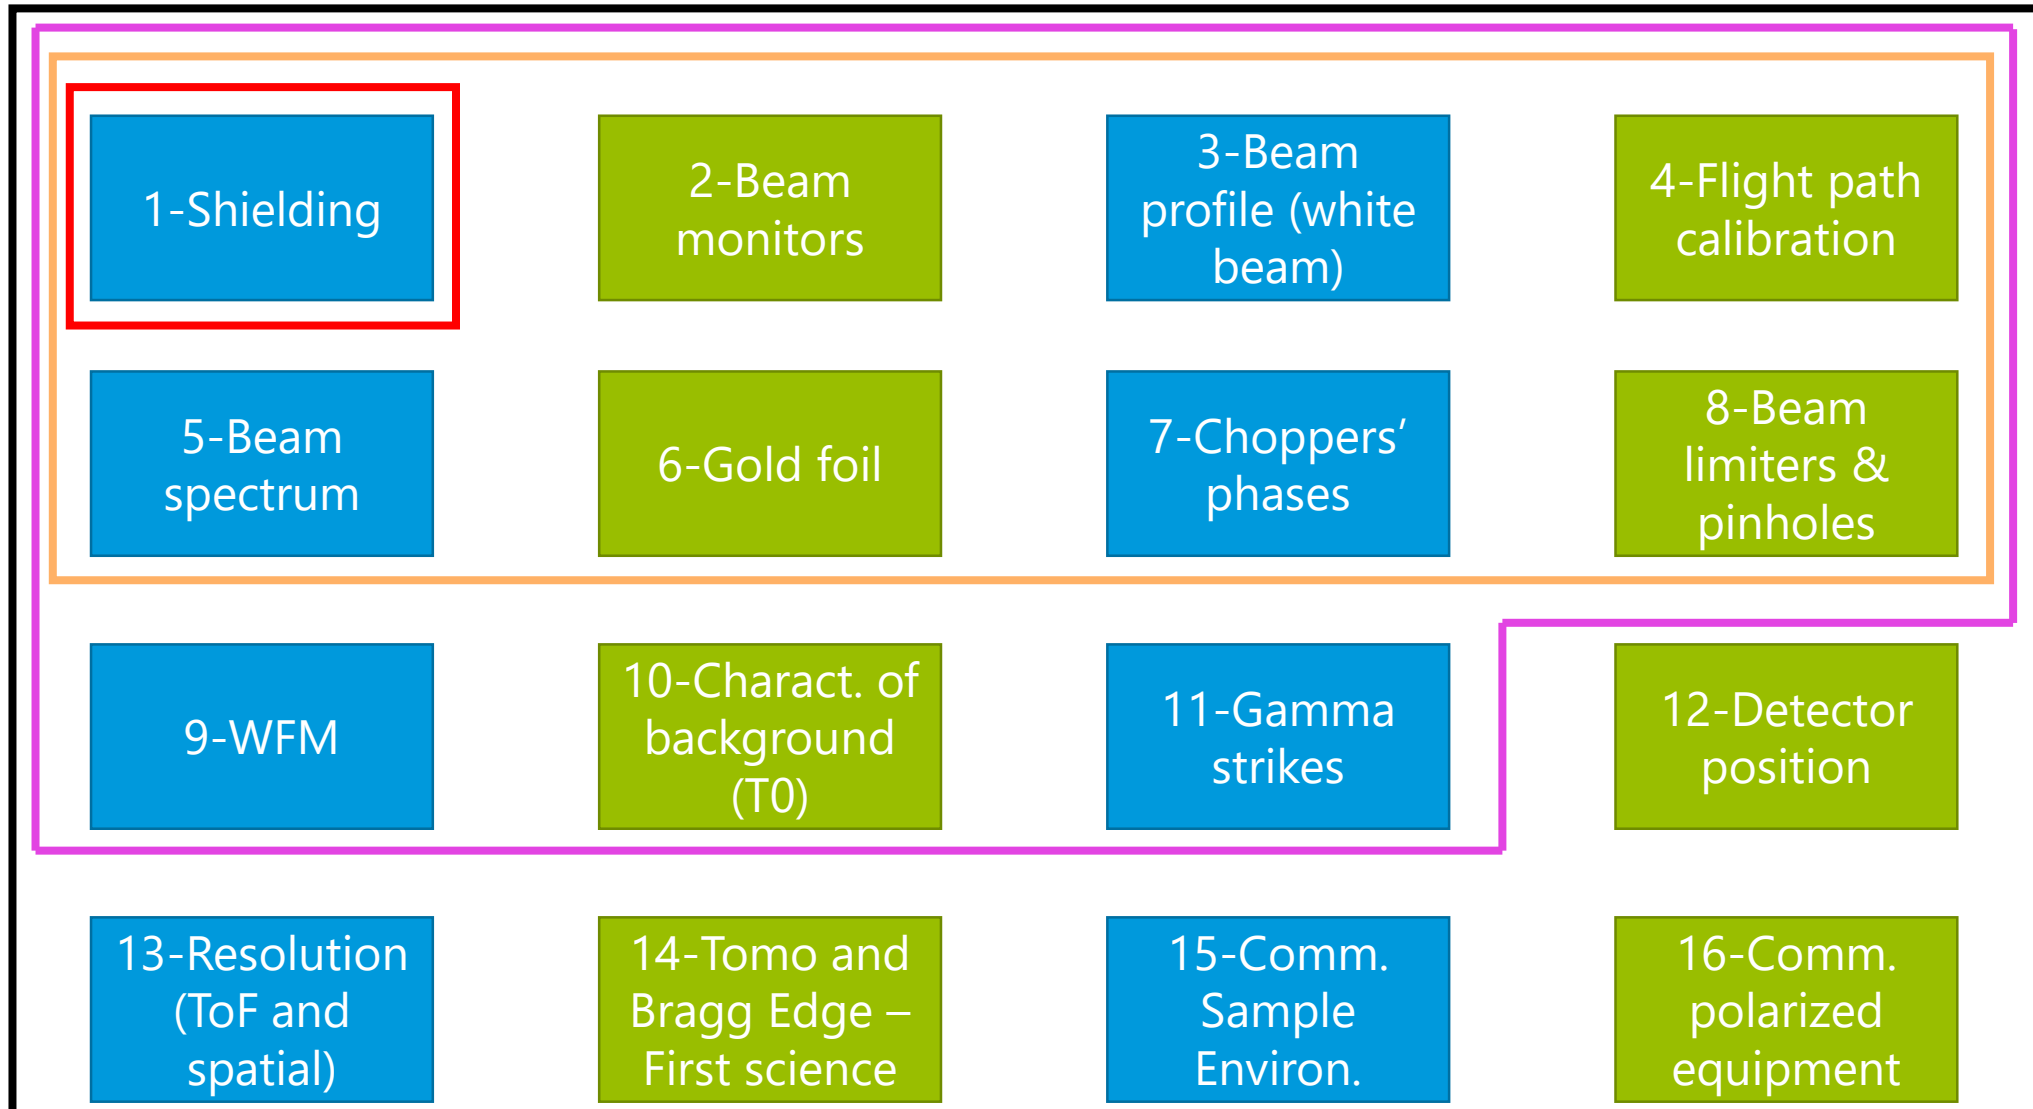 1-Shielding
2-Beam
monitors
3-Beam
profile (white
beam)
4-Flight path
calibration
5-Beam
spectrum
6-Gold foil
7-Choppers’
phases
8-Beam
limiters &
pinholes
9-WFM
10-Charact. of
background
(T0)
11-Gamma
strikes
12-Detector
position
13-Resolution
(ToF and
spatial)
14-Tomo and
Bragg Edge –
First science
15-Comm.
Sample
Environ.
16-Comm.
polarized
equipment